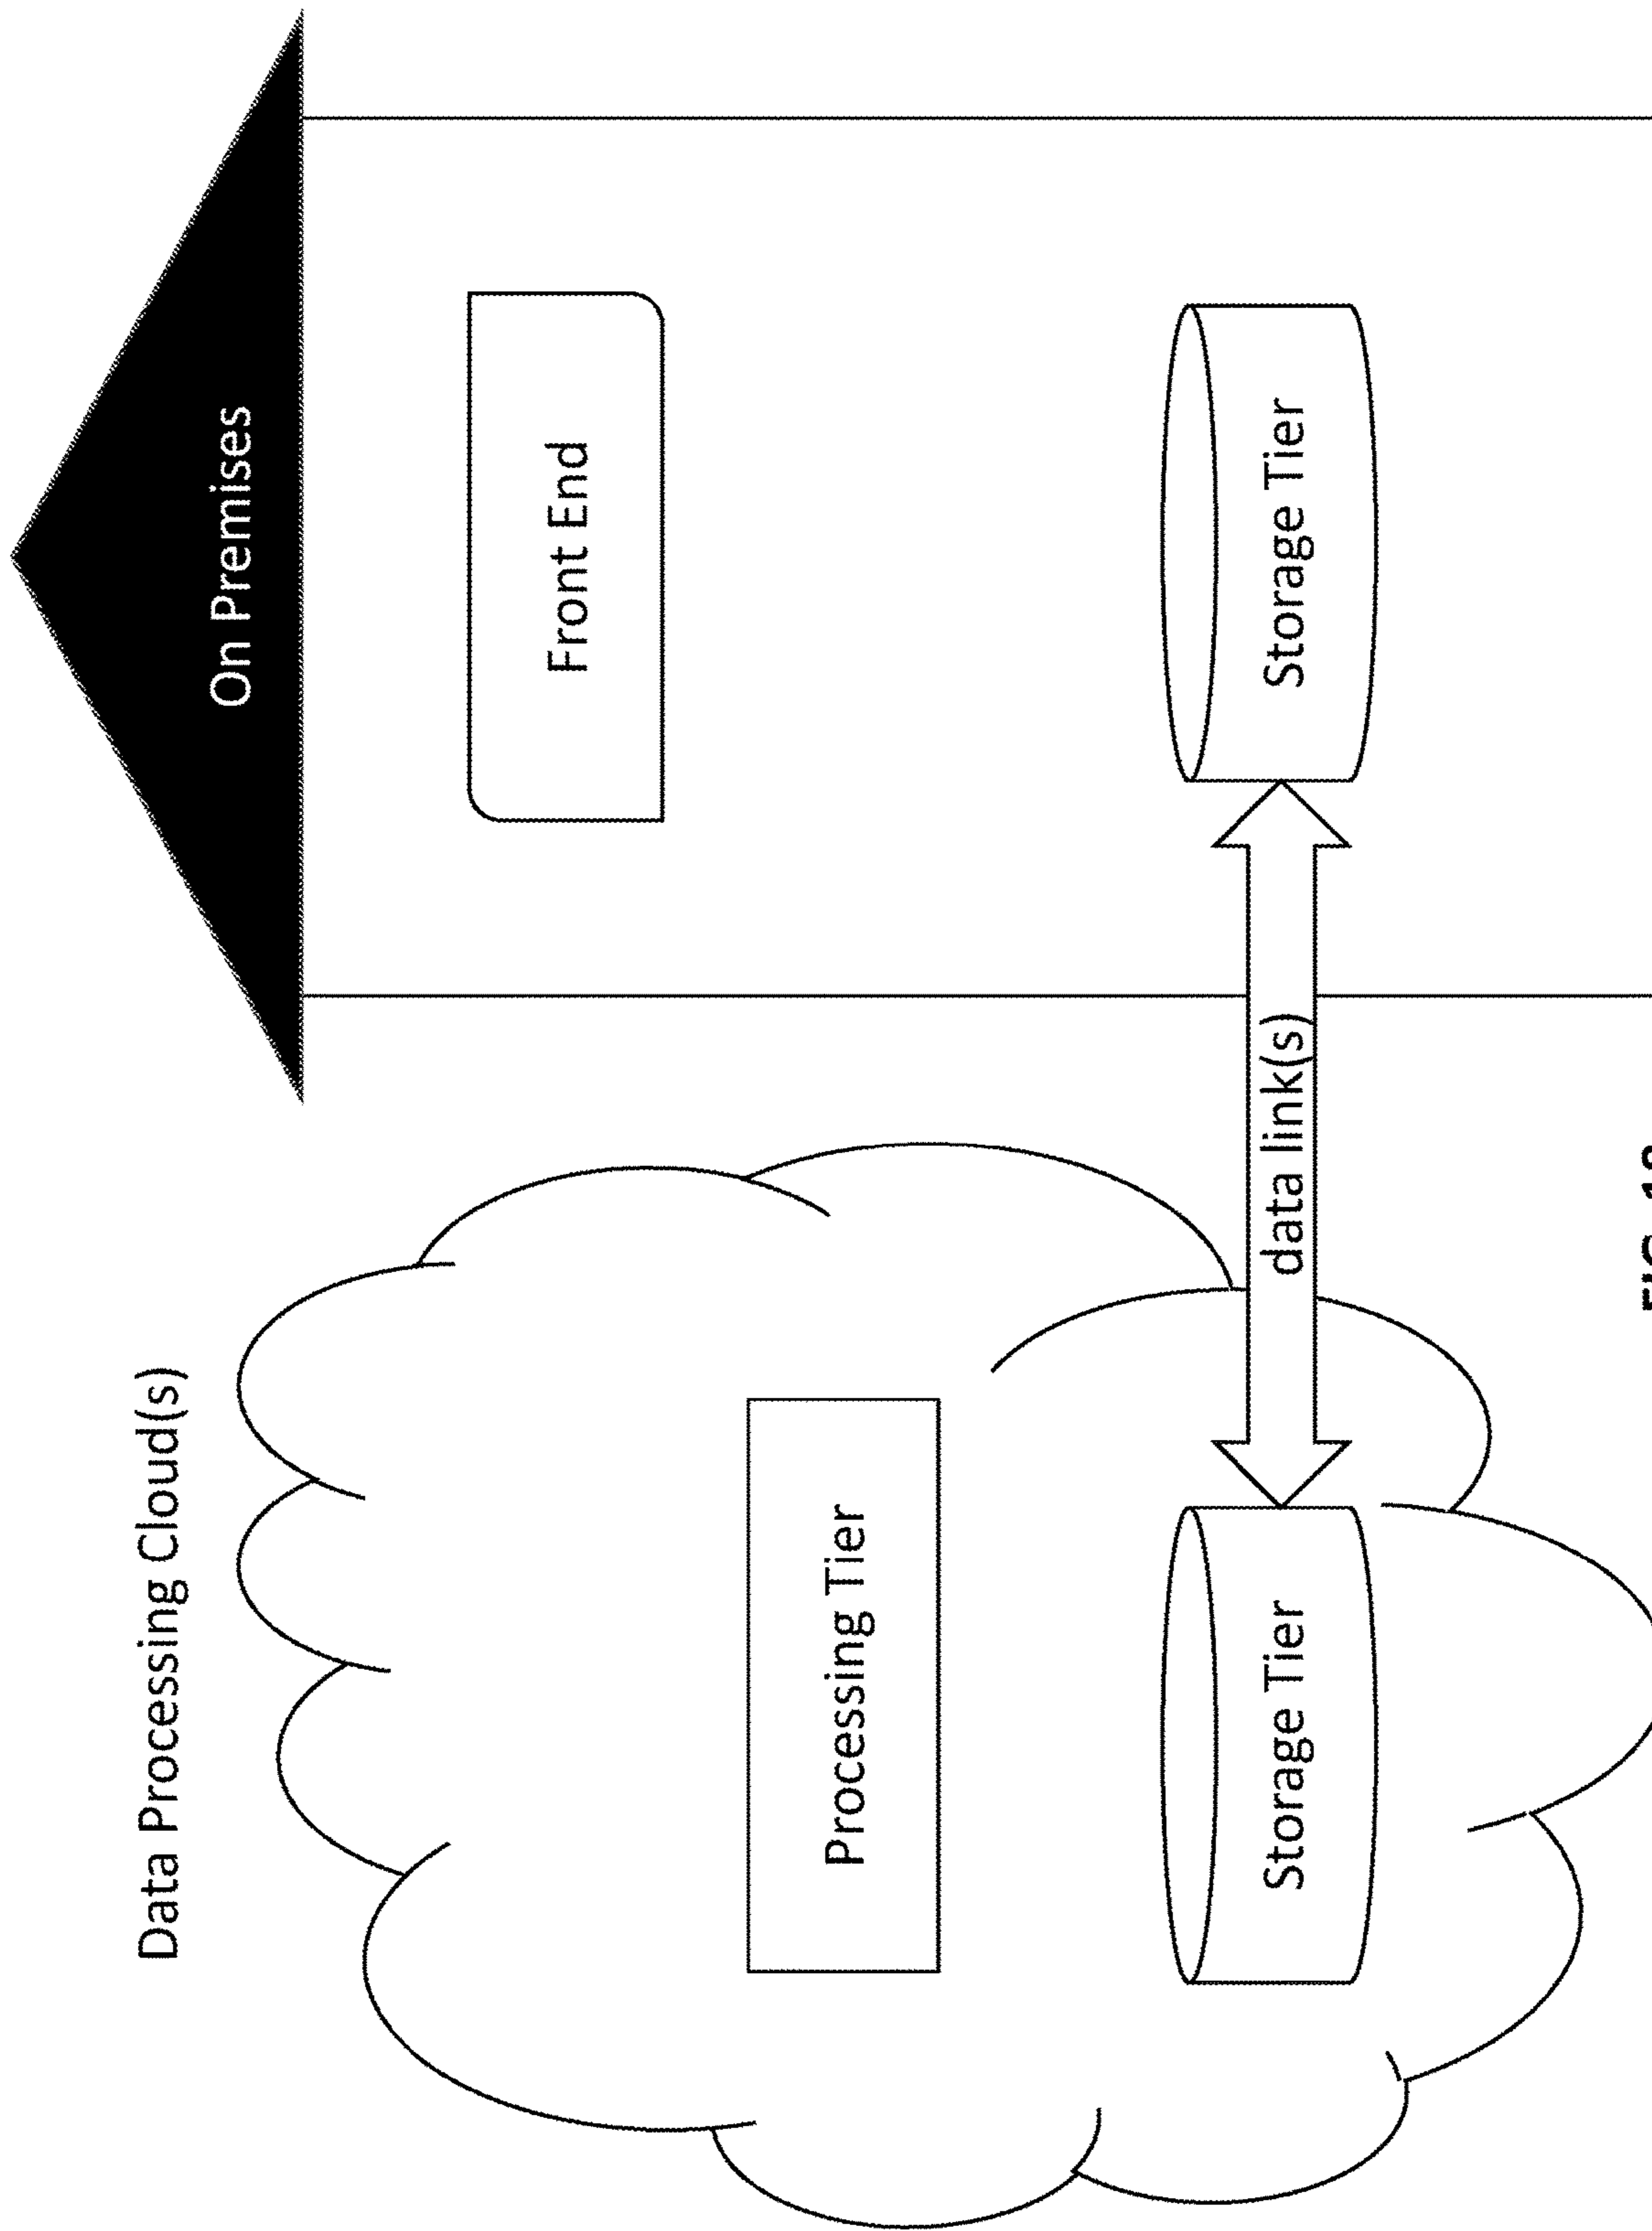 Data Processing Cloud(s)
On Premises
Front End
Processing Tier
Storage Tier
data link(s)
Storage Tier